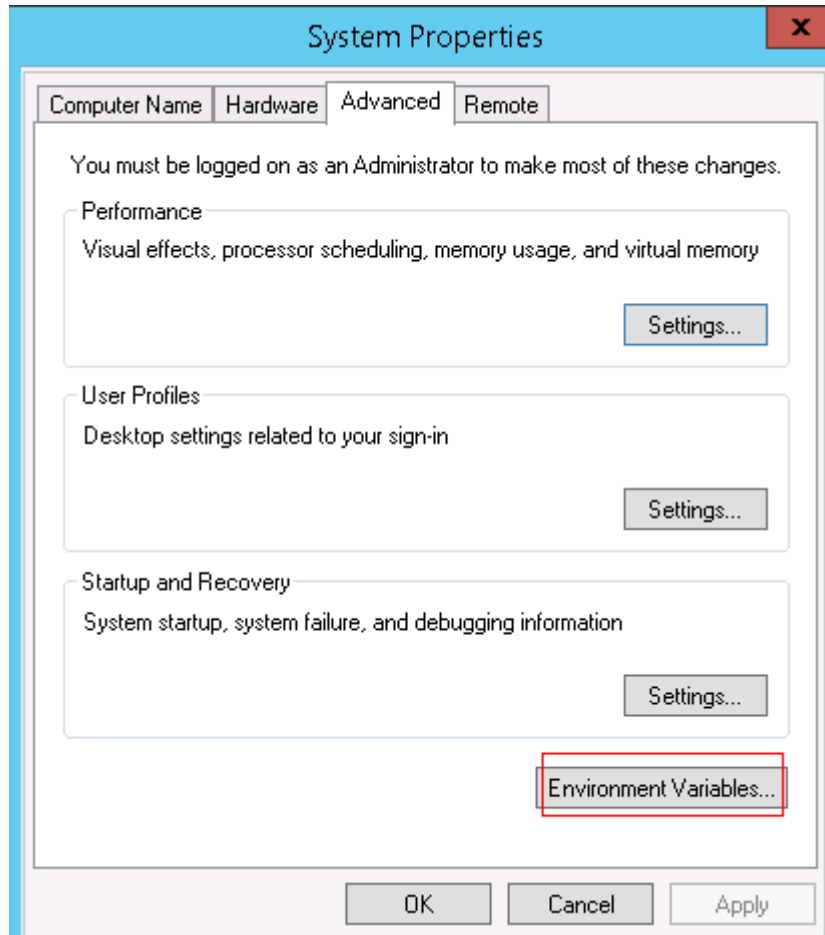 System Properties
x
Computer Name Hardware Advanced Remote
You must be logged on as an Administrator to make most of these changes.
Performance
Visual effects, processor scheduling, memory usage, and virtual memory
Settings...
User Profiles
Desktop settings related to your sign-in
Settings...
Startup and Recovery
System startup, system failure, and debugging information
Settings...
Environment Variables...
OK Cancel Apply